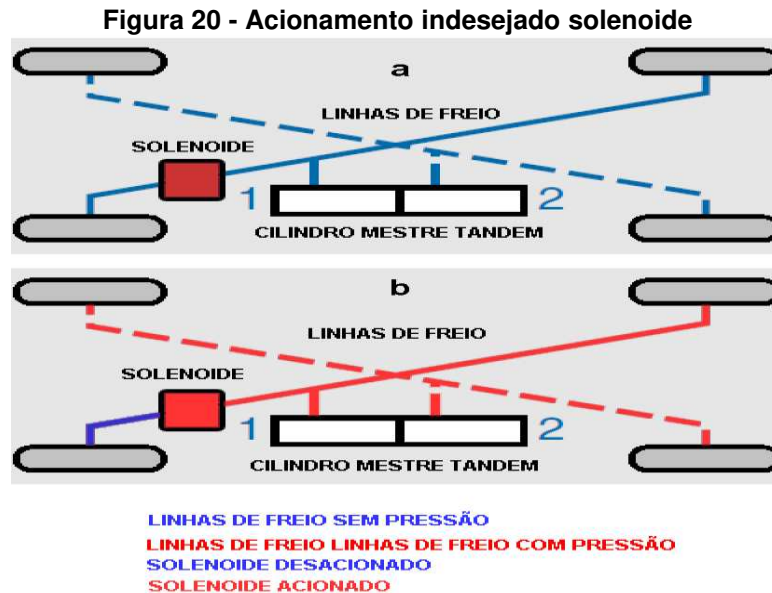 Figura 20 - Acionamento indesejado solenoide
a
LINHAS DE FREIO
SOLENOIDE
1
2
CILINDRO MESTRE TANDEM
b
LINHAS DE FREIO
SOLENOIDE
1
2
CILINDRO MESTRE TANDEM
LINHAS DE FREIO SEM PRESSÃO
LINHAS DE FREIO LINHAS DE FREIO COM PRESSÃO
SOLENOIDE DESACIONADO
SOLENOIDE ACIONADO